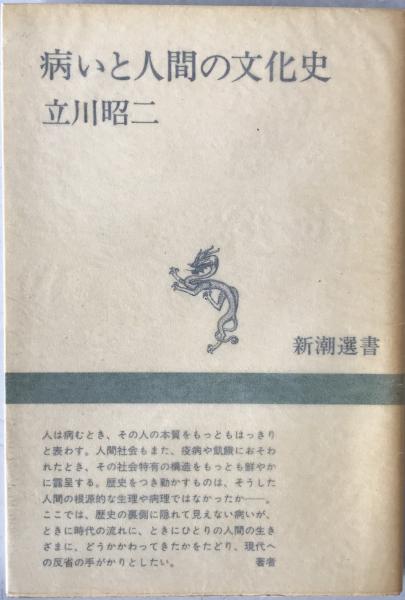 病いと人間の文化史
立川昭二
新潮選書
人は病むとき、その人の本質をもっともはっきり
と表わす。人間社会もまた、疫病や飢餓におそわ
れたとき、その社会特有の構造をもっとも鮮やか
に露呈する。歴史をつき動かすものは、そうした
人間の根源的な生理や病理ではなかったか――。
ここでは、歴史の裏側に隠れて見えない病いが、
ときに時代の流れに、ときにひとりの人間の生き
ざまに、どうかかわってきたかをたどり、現代へ
の反省の手がかりとしたい。 著者